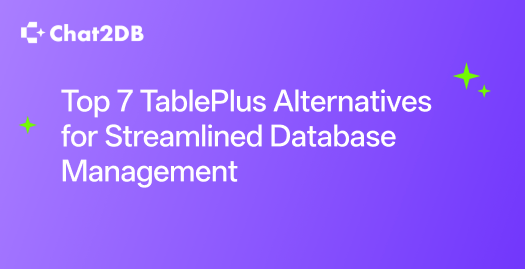 Chat2DB
Top 7 TablePlus Alternatives
for Streamlined Database
Management